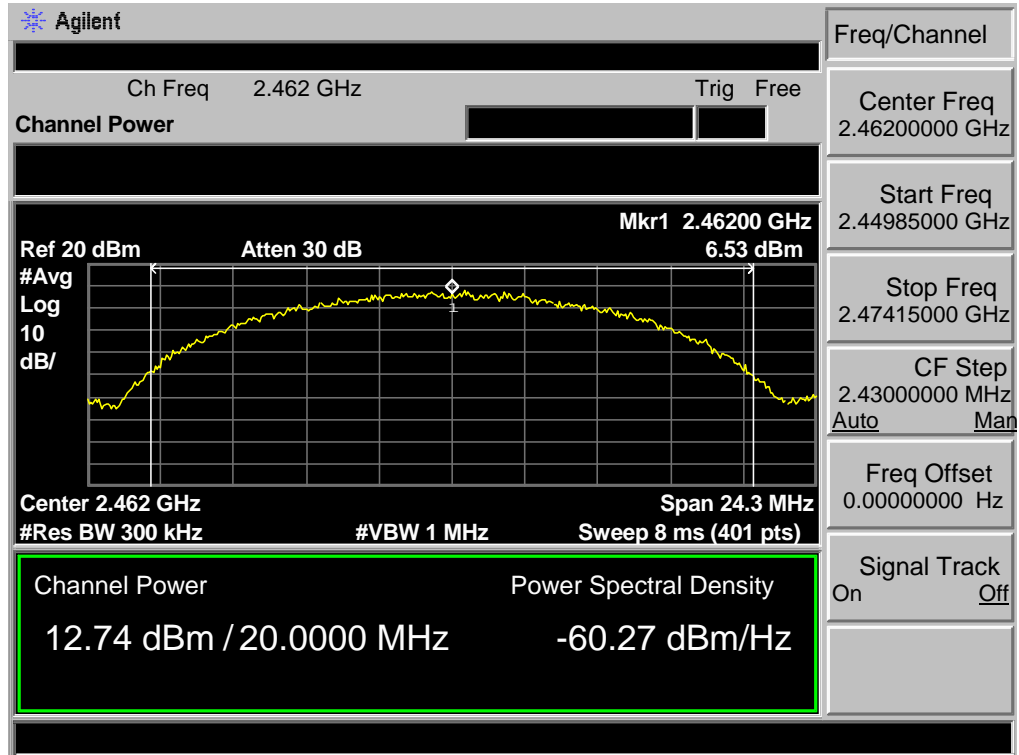 Agilent
Freq/Channel
Ch Freq 2.462 GHz Trig Free
Channel Power
Center Freq
2.46200000 GHz
Start Freq
2.44985000 GHz
Stop Freq
2.47415000 GHz
CF Step
2.43000000 MHz
Auto Man
Freq Offset
0.00000000 Hz
Signal Track
On Off
Mkr1 2.46200 GHz
Ref 20 dBm Atten 30 dB 6.53 dBm
#Avg
Log
10
dB/
1
Center 2.462 GHz Span 24.3 MHz
#Res BW 300 kHz #VBW 1 MHz Sweep 8 ms (401 pts)
Channel Power Power Spectral Density
12.74 dBm / 20.0000 MHz -60.27 dBm/Hz